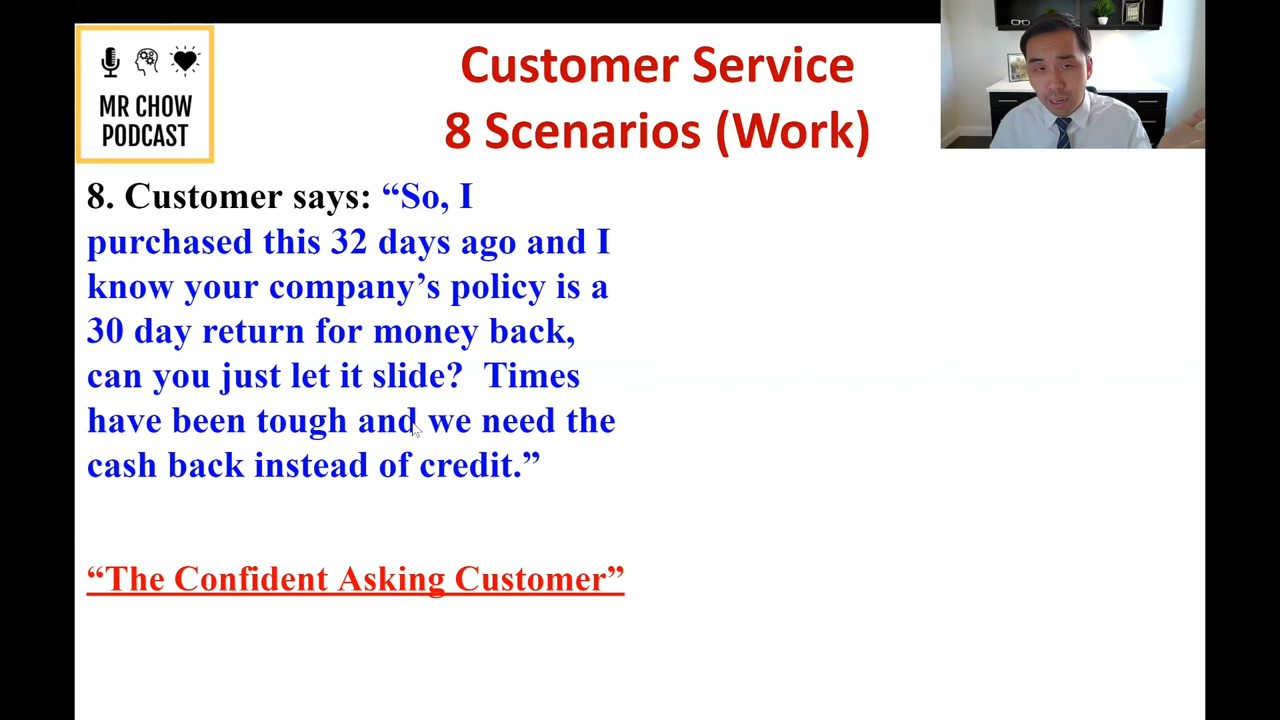 MR CHOW
PODCAST
Customer Service
8 Scenarios (Work)
8. Customer says: “So, I
purchased this 32 days ago and I
know your company’s policy is a
30 day return for money back,
can you just let it slide?  Times
have been tough and we need the
cash back instead of credit.”
“The Confident Asking Customer”